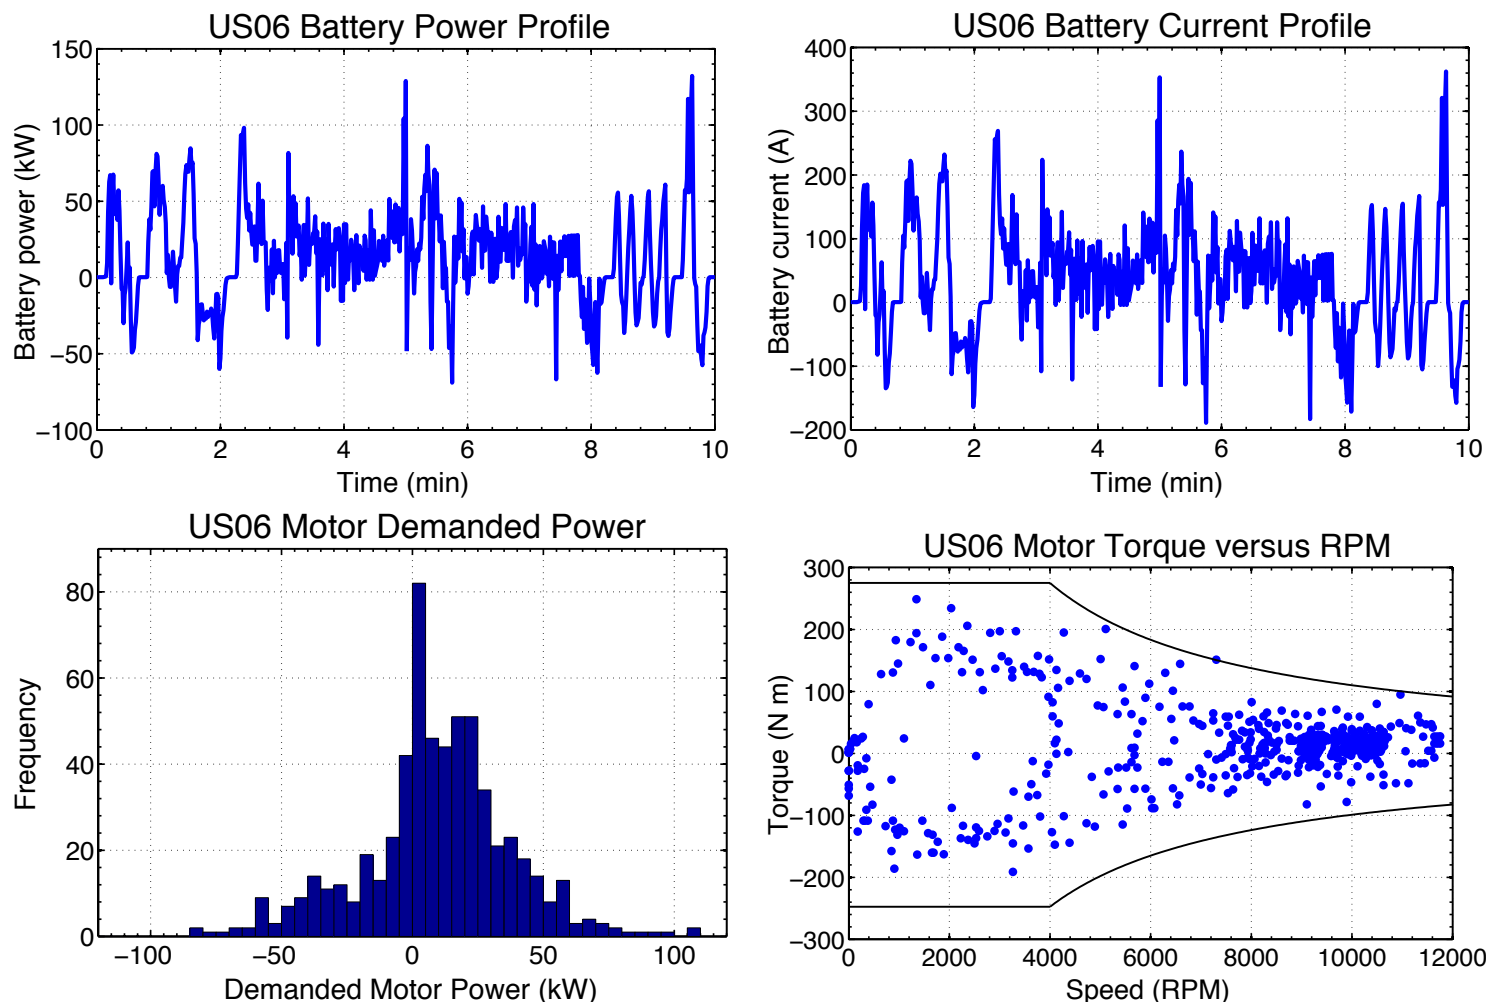 US06 Battery Power Profile
150
100
50
0
−50
−100
Battery power (kW)
0 2 4 6 8 10
Time (min)
US06 Battery Current Profile
400
300
200
100
0
−100
−200
Battery current (A)
0 2 4 6 8 10
Time (min)
US06 Motor Demanded Power
80
60
40
20
0
Frequency
−100 −50 0 50 100
Demanded Motor Power (kW)
US06 Motor Torque versus RPM
300
200
100
0
−100
−200
−300
Torque (N m)
0 2000 4000 6000 8000 10000 12000
Speed (RPM)